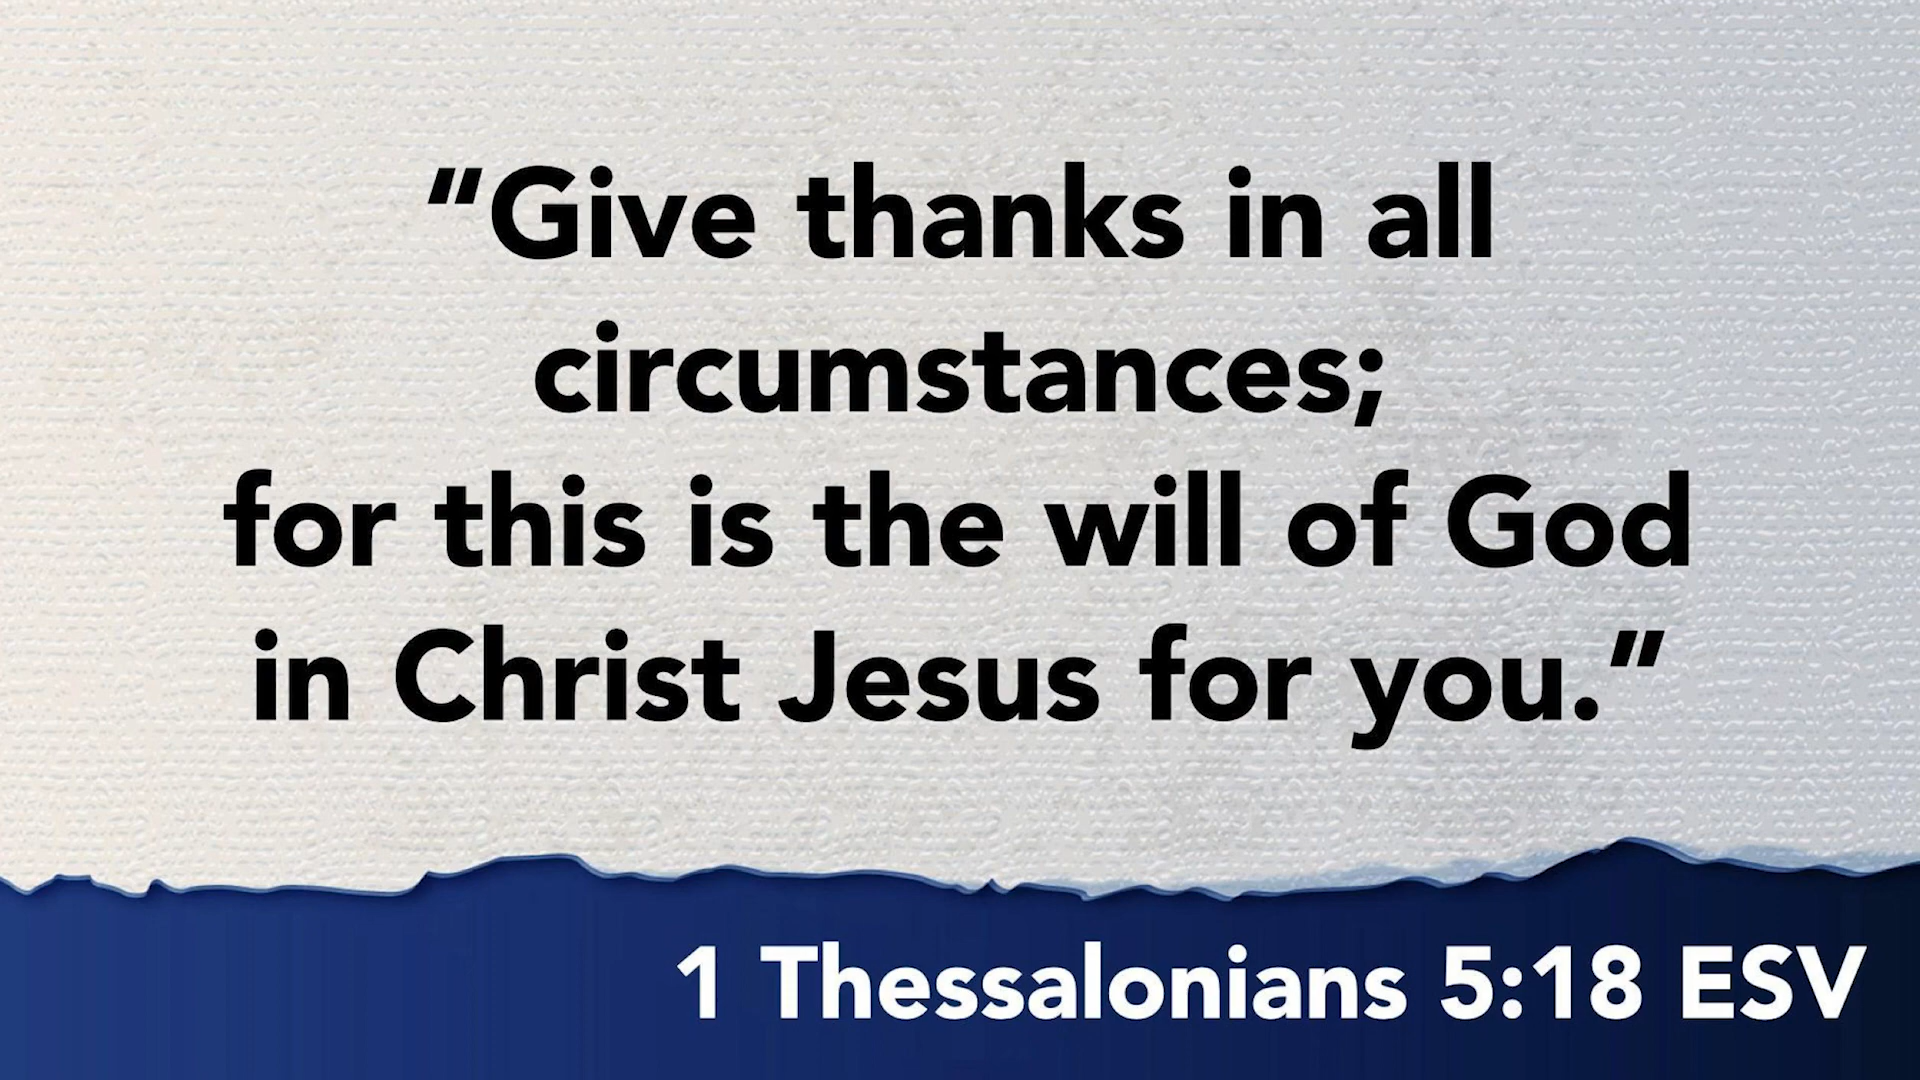 “Give thanks in all
circumstances;
for this is the will of God
in Christ Jesus for you.”
1 Thessalonians 5:18 ESV